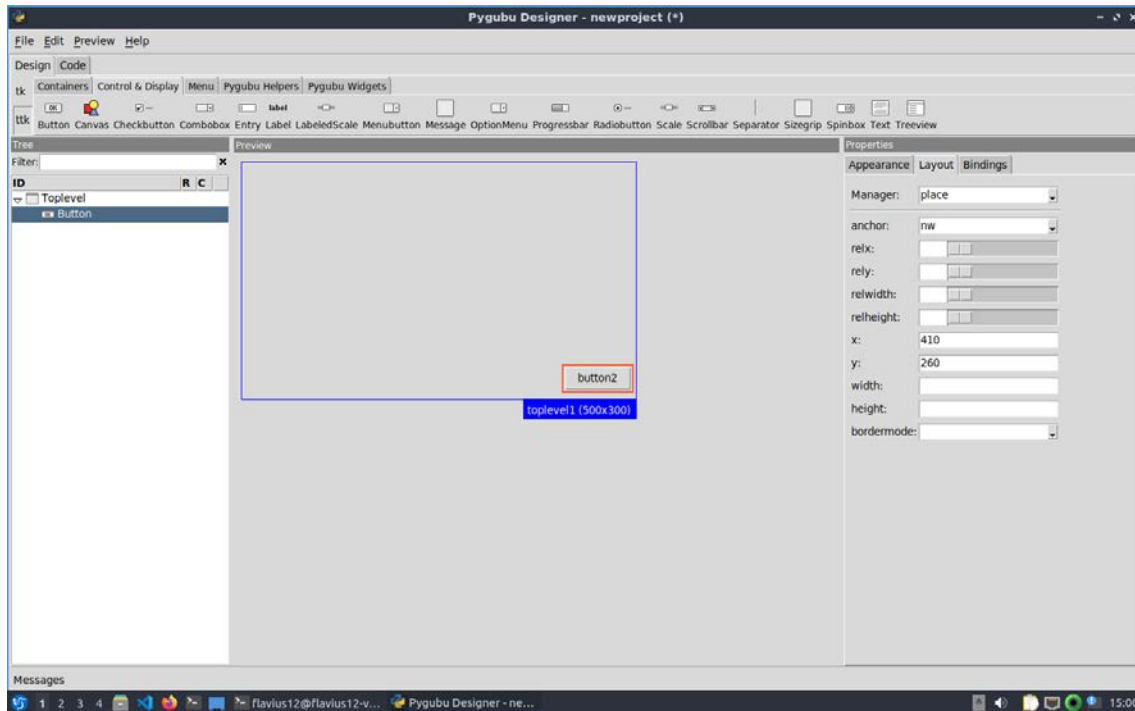 Pygubu Designer - newproject (*)
File Edit Preview Help
Design Code
tk
ttk
Containers Control & Display Menu Pygubu Helpers Pygubu Widgets
OK label
Button Canvas Checkbutton Combobox Entry Label LabeledScale Menubutton Message OptionMenu Progressbar Radiobutton Scale Scrollbar Separator Sizegrip Spinbox Text Treeview
Tree
Filter:
ID R C
Toplevel
Button
Preview
button2
toplevel1 (500x300)
Properties
Appearance Layout Bindings
Manager: place
anchor: nw
relx:
rely:
relwidth:
relheight:
x: 410
y: 260
width:
height:
bordermode:
Messages
1 2 3 4 flavius12@flavius12-v... Pygubu Designer - ne... 15:00